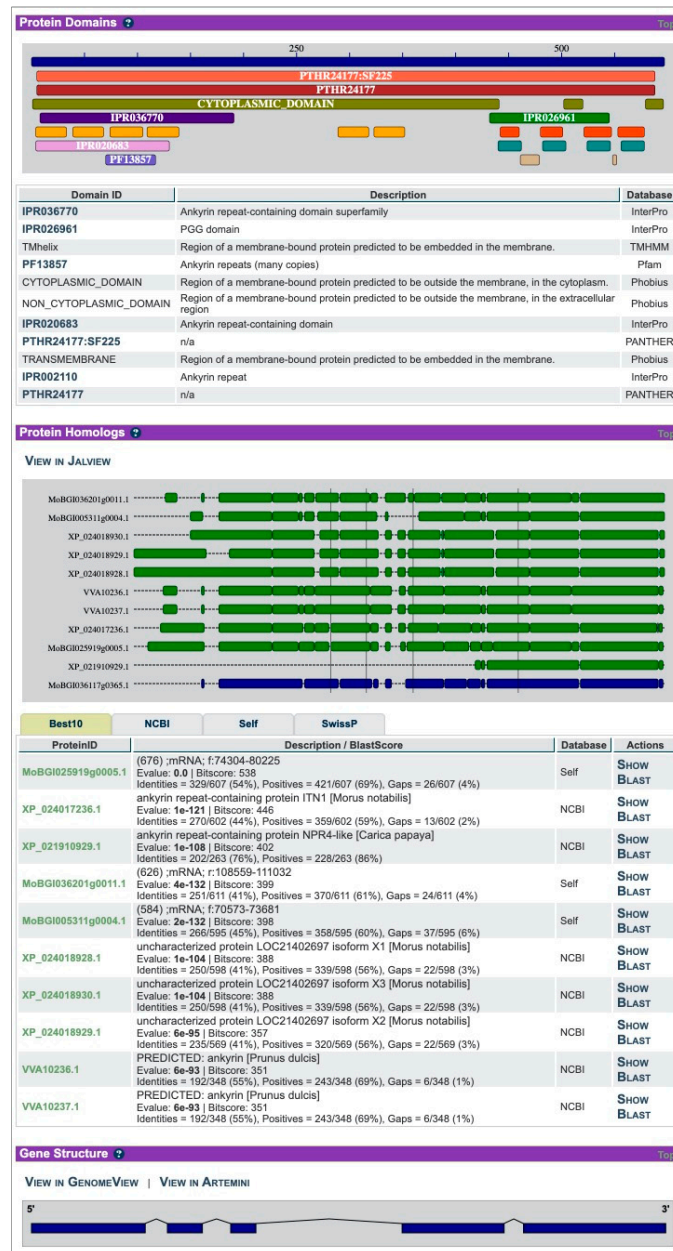 Protein Domains ?
Top
250 500
PTHR24177:SF225
PTHR24177
CYTOPLASMIC_DOMAIN
IPR036770 IPR026961
IPR020683
PF13857
Domain ID Description Database
IPR036770 Ankyrin repeat-containing domain superfamily InterPro
IPR026961 PGG domain InterPro
TMhelix Region of a membrane-bound protein predicted to be embedded in the membrane. TMHMM
PF13857 Ankyrin repeats (many copies) Pfam
CYTOPLASMIC_DOMAIN Region of a membrane-bound protein predicted to be outside the membrane, in the cytoplasm. Phobius
NON_CYTOPLASMIC_DOMAIN Region of a membrane-bound protein predicted to be outside the membrane, in the extracellular region Phobius
IPR020683 Ankyrin repeat-containing domain InterPro
PTHR24177:SF225 n/a PANTHER
TRANSMEMBRANE Region of a membrane-bound protein predicted to be embedded in the membrane. Phobius
IPR002110 Ankyrin repeat InterPro
PTHR24177 n/a PANTHER
Protein Homologs ?
Top
VIEW IN JALVIEW
MoBGI036201g0011.1
MoBGI005311g0004.1
XP_024018930.1
XP_024018929.1
XP_024018928.1
VVA10236.1
VVA10237.1
XP_024017236.1
MoBGI025919g0005.1
XP_021910929.1
MoBGI036117g0365.1
Best10 NCBI Self SwissP
ProteinID Description / BlastScore Database Actions
(676) ;mRNA; f:74304-80225
MoBGI025919g0005.1 Evalue: 0.0 | Bitscore: 538 Self SHOW BLAST
Identities = 329/607 (54%), Positives = 421/607 (69%), Gaps = 26/607 (4%)
ankyrin repeat-containing protein ITN1 [Morus notabilis]
XP_024017236.1 Evalue: 1e-121 | Bitscore: 446 NCBI SHOW BLAST
Identities = 270/602 (44%), Positives = 359/602 (59%), Gaps = 13/602 (2%)
ankyrin repeat-containing protein NPR4-like [Carica papaya]
XP_021910929.1 Evalue: 1e-108 | Bitscore: 402 NCBI SHOW BLAST
Identities = 202/263 (76%), Positives = 228/263 (86%)
(626) ;mRNA; r:108559-111032
MoBGI036201g0011.1 Evalue: 4e-132 | Bitscore: 399 Self SHOW BLAST
Identities = 251/611 (41%), Positives = 370/611 (61%), Gaps = 24/611 (4%)
(584) ;mRNA; f:70573-73681
MoBGI005311g0004.1 Evalue: 2e-132 | Bitscore: 398 Self SHOW BLAST
Identities = 266/595 (45%), Positives = 358/595 (60%), Gaps = 37/595 (6%)
uncharacterized protein LOC21402697 isoform X1 [Morus notabilis]
XP_024018928.1 Evalue: 1e-104 | Bitscore: 388 NCBI SHOW BLAST
Identities = 250/598 (41%), Positives = 339/598 (56%), Gaps = 22/598 (3%)
uncharacterized protein LOC21402697 isoform X3 [Morus notabilis]
XP_024018930.1 Evalue: 1e-104 | Bitscore: 388 NCBI SHOW BLAST
Identities = 250/598 (41%), Positives = 339/598 (56%), Gaps = 22/598 (3%)
uncharacterized protein LOC21402697 isoform X2 [Morus notabilis]
XP_024018929.1 Evalue: 6e-95 | Bitscore: 357 NCBI SHOW BLAST
Identities = 235/569 (41%), Positives = 320/569 (56%), Gaps = 22/569 (3%)
PREDICTED: ankyrin [Prunus dulcis]
VVA10236.1 Evalue: 6e-93 | Bitscore: 351 NCBI SHOW BLAST
Identities = 192/348 (55%), Positives = 243/348 (69%), Gaps = 6/348 (1%)
PREDICTED: ankyrin [Prunus dulcis]
VVA10237.1 Evalue: 6e-93 | Bitscore: 351 NCBI SHOW BLAST
Identities = 192/348 (55%), Positives = 243/348 (69%), Gaps = 6/348 (1%)
Gene Structure ?
Top
VIEW IN GENOMEVIEW | VIEW IN ARTEMINI
5' 3'